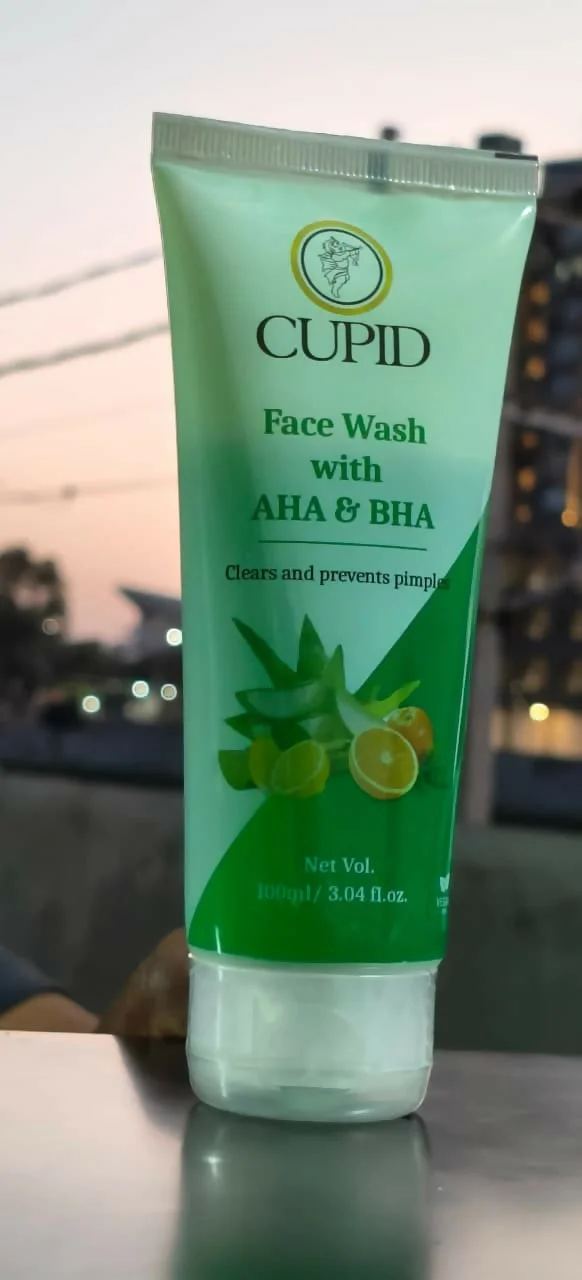 CUPID
Face Wash
with
AHA & BHA
Clears and prevents pimples
Net Vol.
100ml/ 3.04 fl.oz.